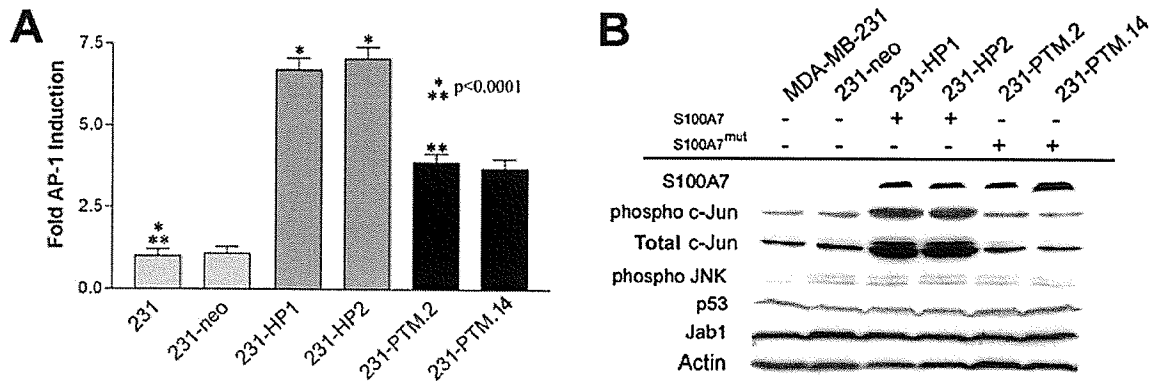 A
Fold AP-1 Induction
7.5
5.0
2.5
0.0
*
**
*
*
**
*
** p<0.0001
231
231-neo
231-HP1
231-HP2
231-PTM.2
231-PTM.14
B
MDA-MB-231
231-neo
231-HP1
231-HP2
231-PTM.2
231-PTM.14
S100A7 - - + + - -
S100A7mut - - - - + +
S100A7
phospho c-Jun
Total c-Jun
phospho JNK
p53
Jab1
Actin